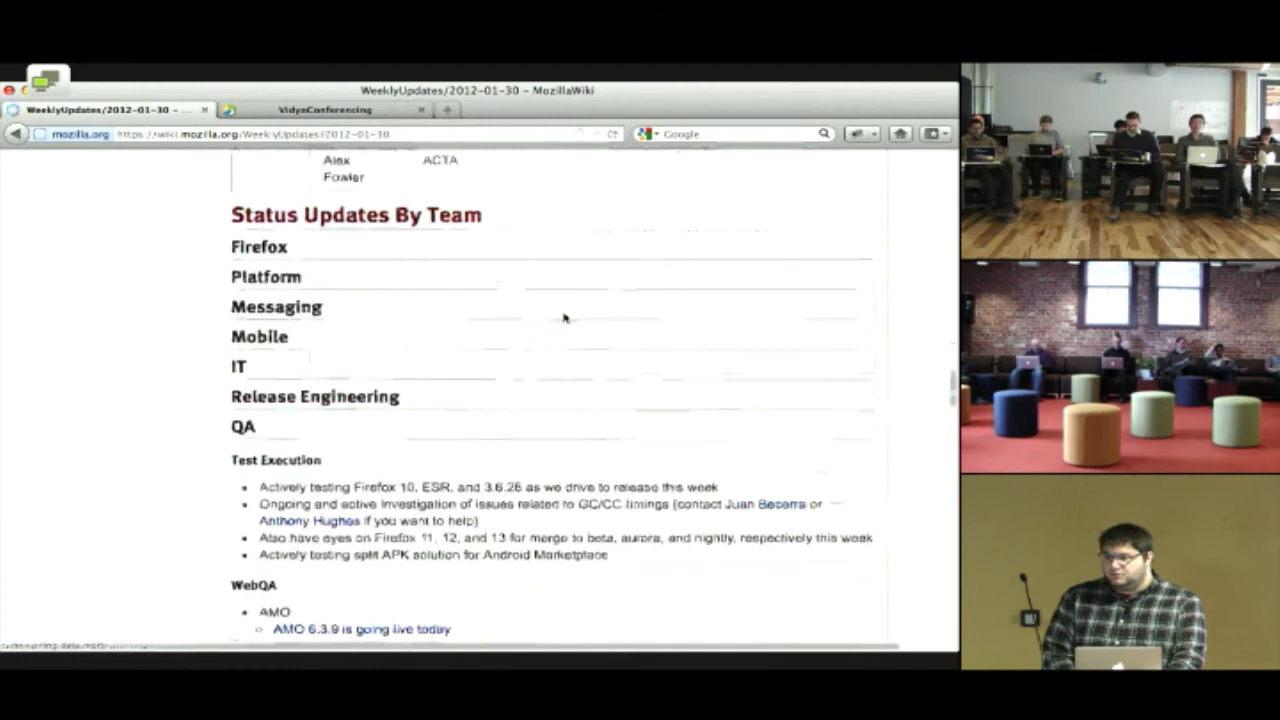 WeeklyUpdates/2012-01-30 – MozillaWiki
WeeklyUpdates/2012-01-30 – ...
VidyoConferencing
mozilla.org https://wiki.mozilla.org/WeeklyUpdates/2012-01-30
Google
Alex ACTA
Fowler
Status Updates By Team
Firefox
Platform
Messaging
Mobile
IT
Release Engineering
QA
Test Execution
Actively testing Firefox 10, ESR, and 3.6.26 as we drive to release this week
Ongoing and active investigation of issues related to GC/CC timings (contact Juan Becerra or
Anthony Hughes if you want to help)
Also have eyes on Firefox 11, 12, and 13 for merge to beta, aurora, and nightly, respectively this week
Actively testing split APK solution for Android Marketplace
WebQA
AMO
AMO 6.3.9 is going live today